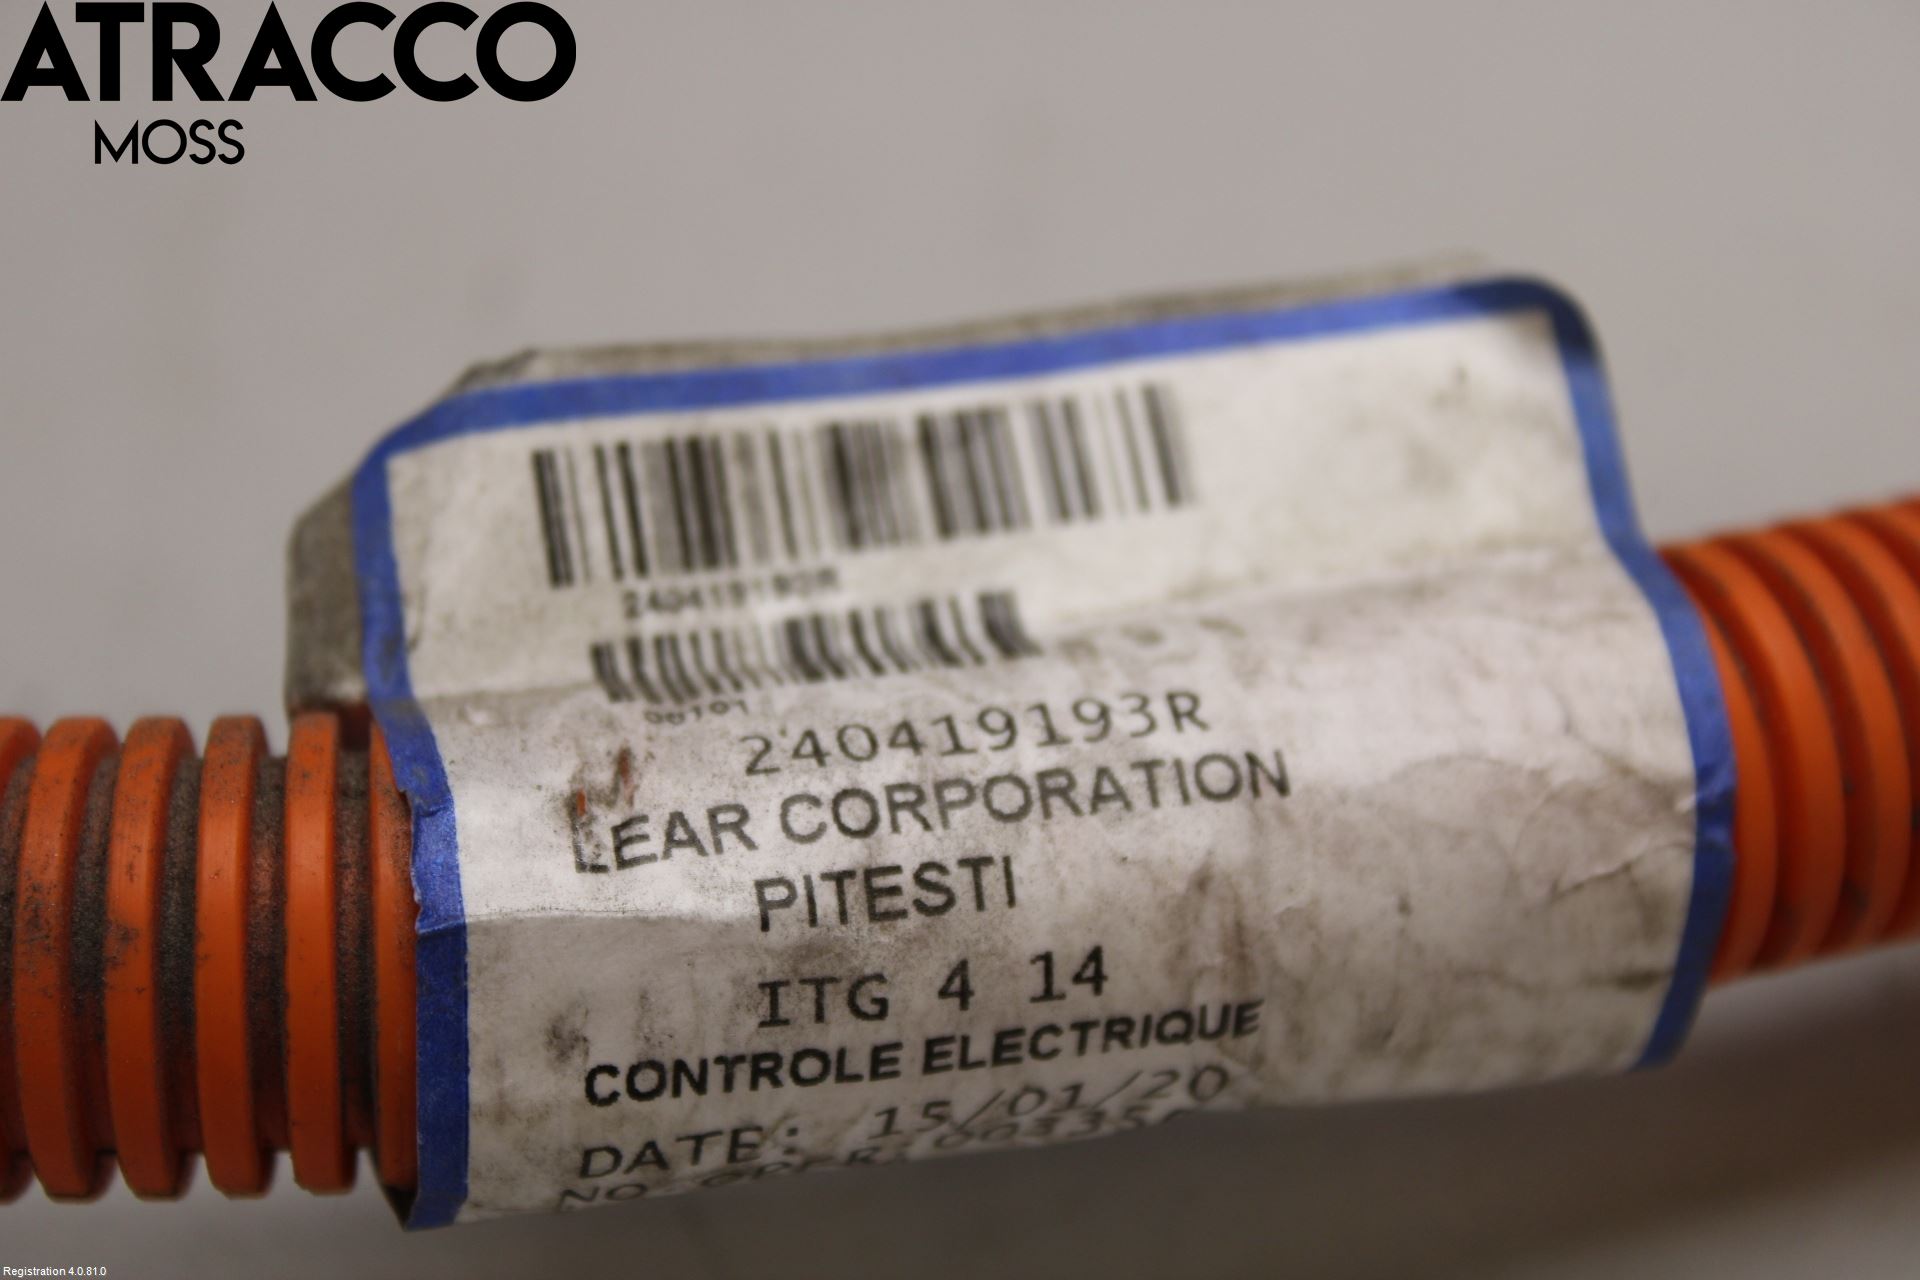 ATRACCO
MOSS
240419193R
240419193R
LEAR CORPORATION
PITESTI
ITG 4 14
CONTROLE ELECTRIQUE
DATE: 15/01/20
Registration 4.0.81.0